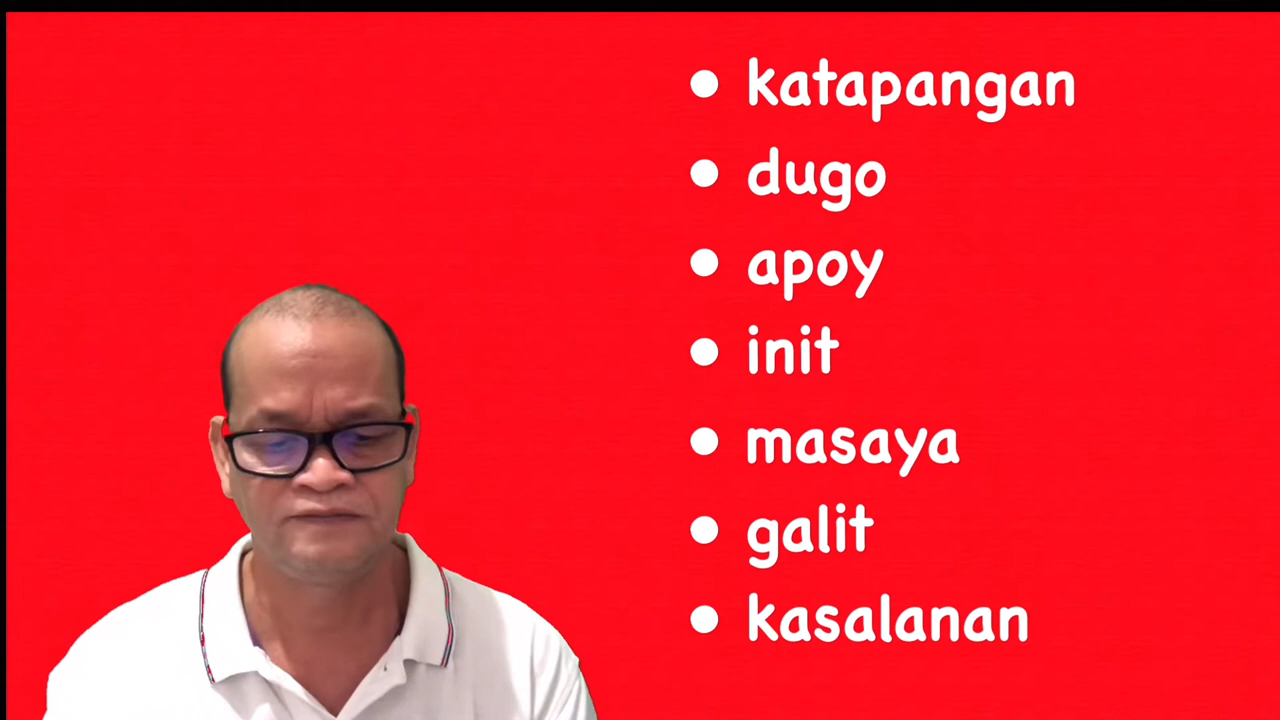 • katapangan
• dugo
• apoy
• init
• masaya
• galit
• kasalanan